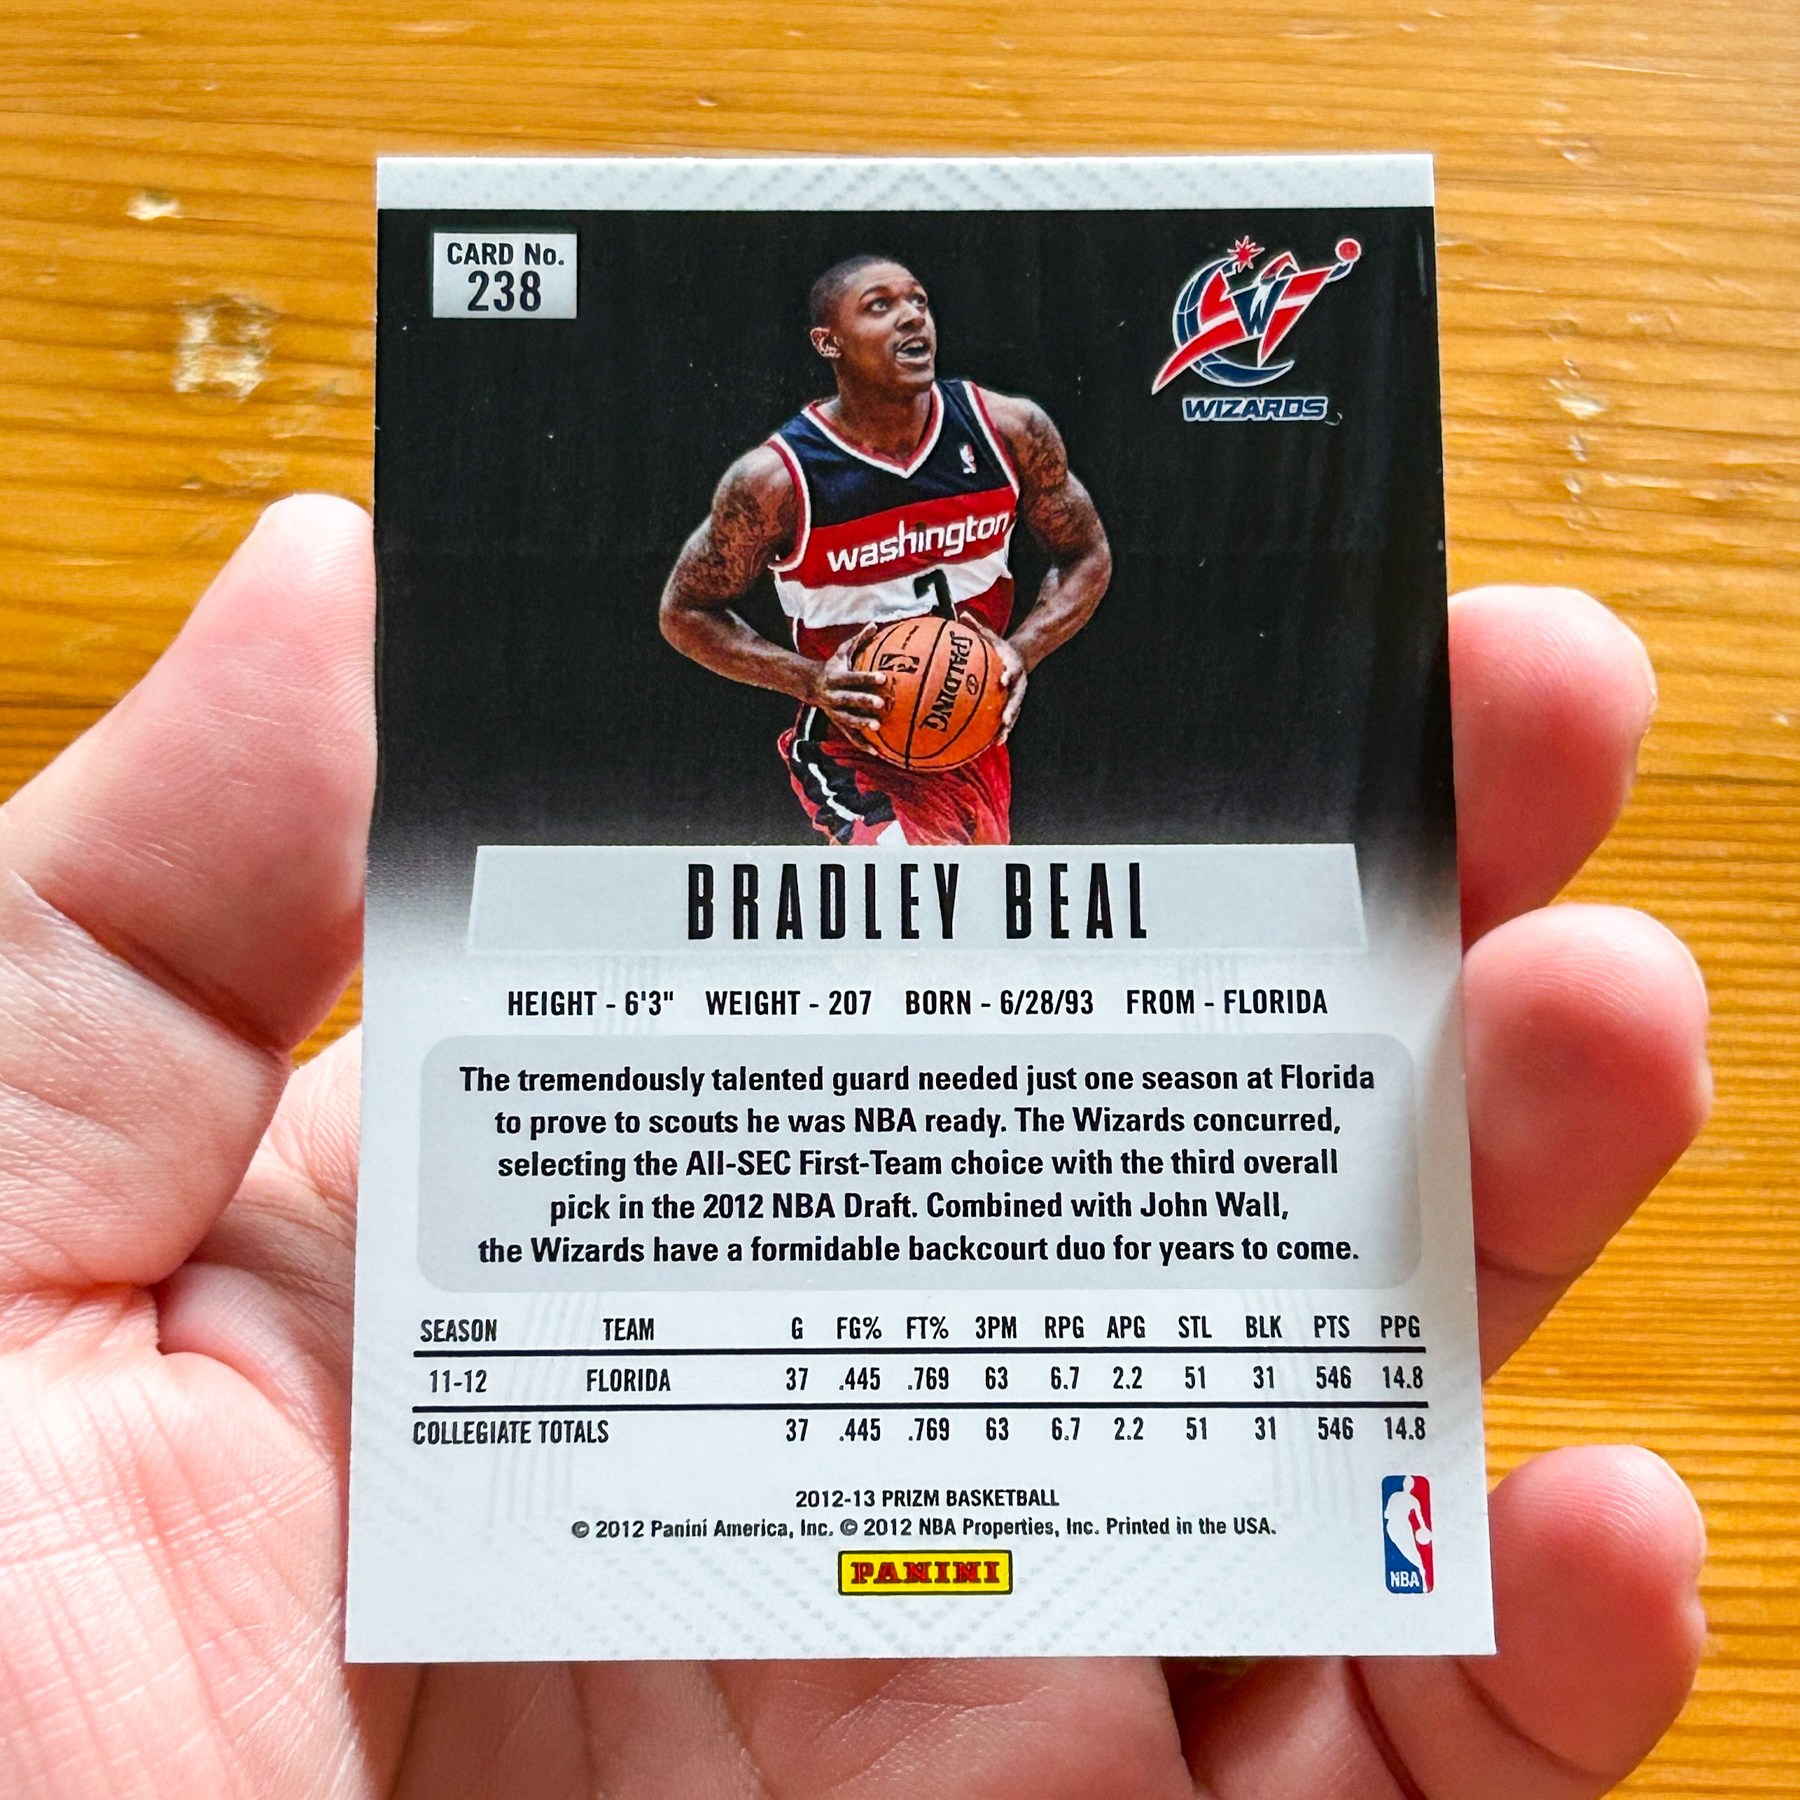 CARD No.
238
WIZARDS
washington
7
SPALDING
BRADLEY BEAL
HEIGHT - 6'3" WEIGHT - 207 BORN - 6/28/93 FROM - FLORIDA
The tremendously talented guard needed just one season at Florida
to prove to scouts he was NBA ready. The Wizards concurred,
selecting the All-SEC First-Team choice with the third overall
pick in the 2012 NBA Draft. Combined with John Wall,
the Wizards have a formidable backcourt duo for years to come.
SEASON TEAM G FG% FT% 3PM RPG APG STL BLK PTS PPG
11-12 FLORIDA 37 .445 .769 63 6.7 2.2 51 31 546 14.8
COLLEGIATE TOTALS 37 .445 .769 63 6.7 2.2 51 31 546 14.8
2012-13 PRIZM BASKETBALL
© 2012 Panini America, Inc. © 2012 NBA Properties, Inc. Printed in the USA.
PANINI
NBA